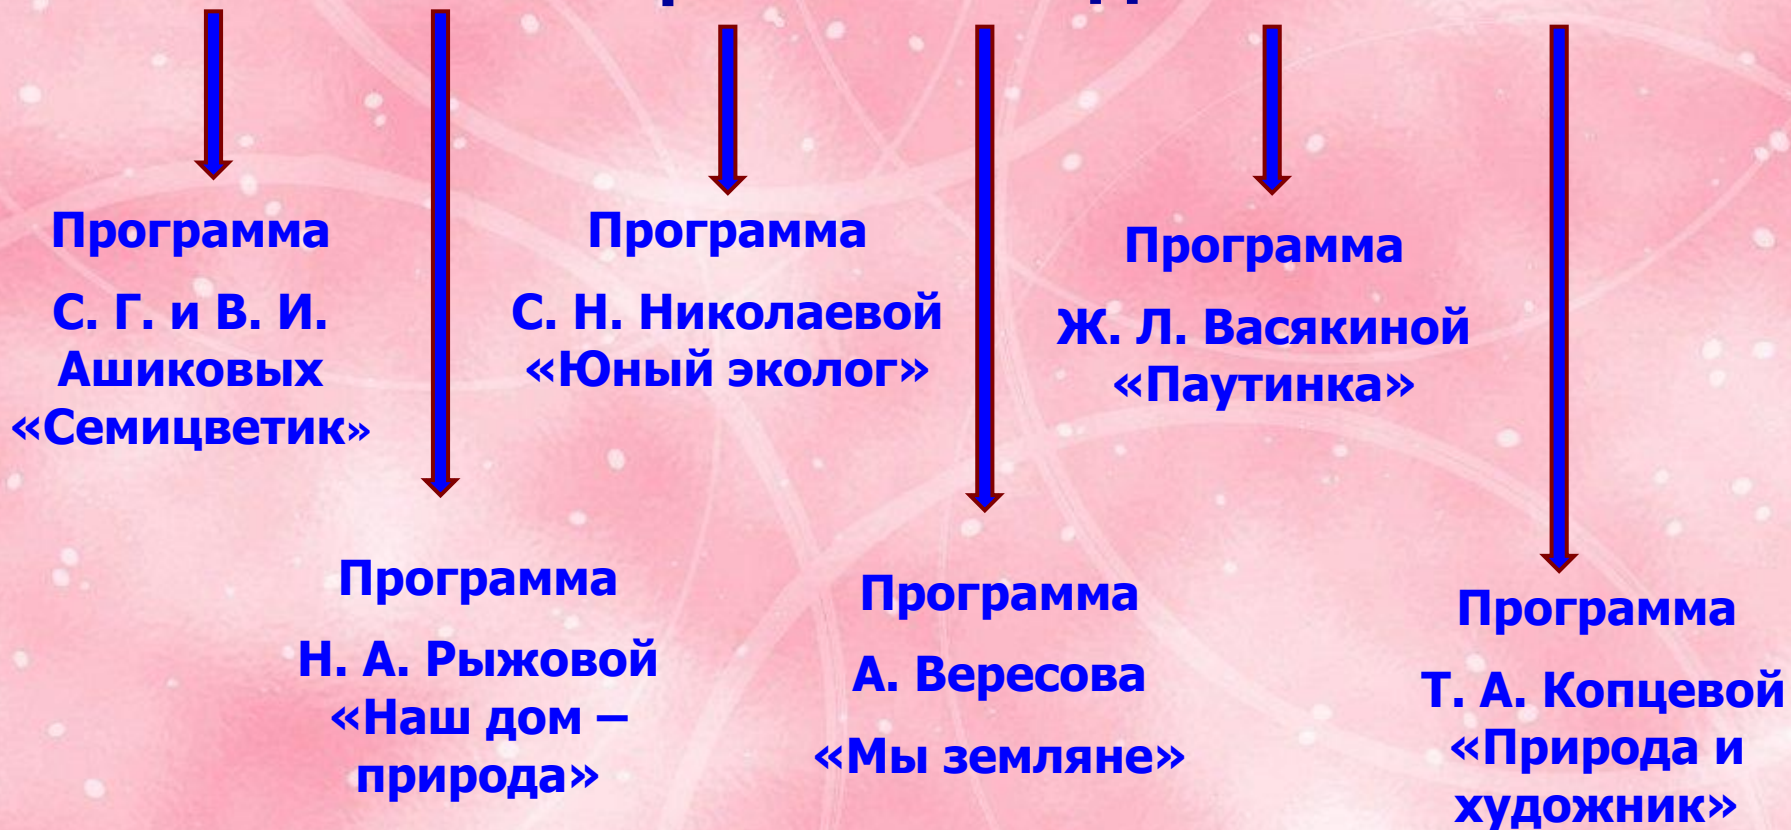 Программа
С. Г. и В. И.
Ашиковых
«Семицветик»
Программа
Н. А. Рыжовой
«Наш дом –
природа»
Программа
С. Н. Николаевой
«Юный эколог»
Программа
А. Вересова
«Мы земляне»
Программа
Ж. Л. Васякиной
«Паутинка»
Программа
Т. А. Копцевой
«Природа и
художник»